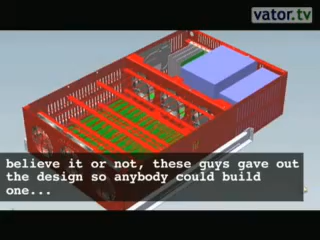 vator.tv
believe it or not, these guys gave out
the design so anybody could build
one...